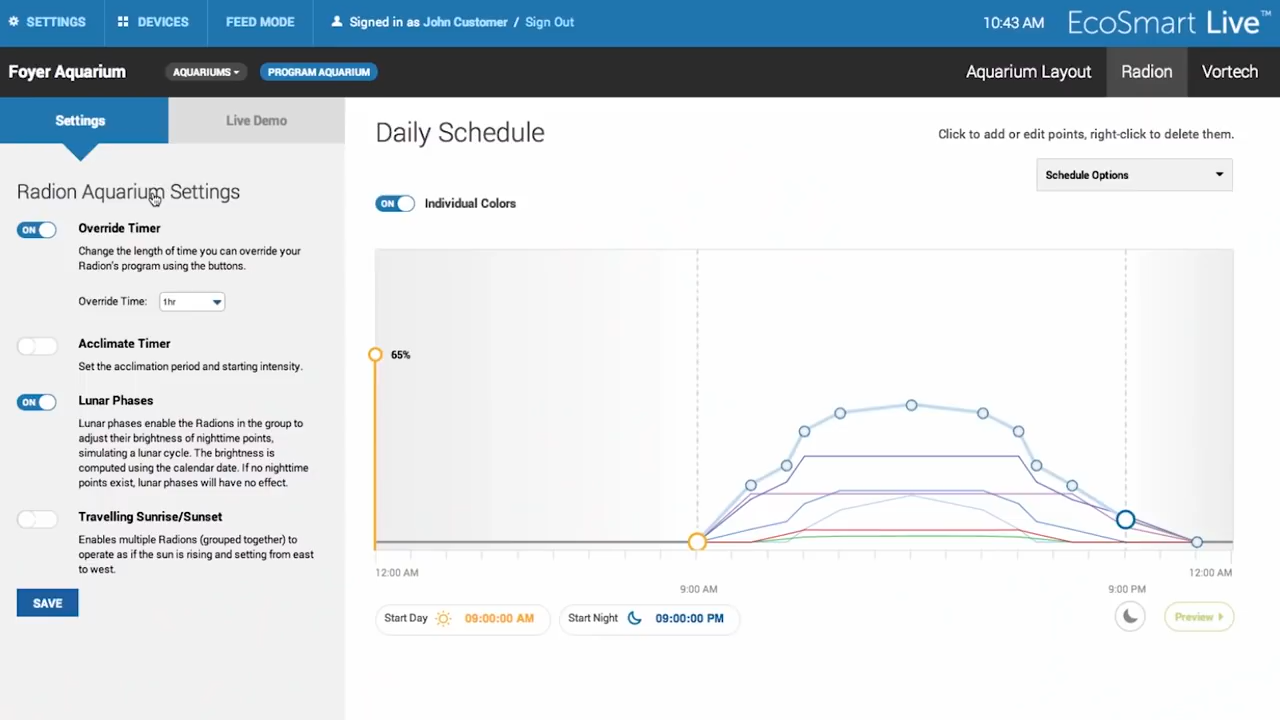 SETTINGS DEVICES FEED MODE Signed in as John Customer / Sign Out 10:43 AM EcoSmart Live™
Foyer Aquarium AQUARIUMS PROGRAM AQUARIUM Aquarium Layout Radion Vortech
Settings Live Demo
Daily Schedule
Click to add or edit points, right-click to delete them.
Schedule Options
Radion Aquarium Settings
ON Individual Colors
ON Override Timer
Change the length of time you can override your
Radion's program using the buttons.
Override Time: 1hr
Acclimate Timer
Set the acclimation period and starting intensity.
ON Lunar Phases
Lunar phases enable the Radions in the group to
adjust their brightness of nighttime points,
simulating a lunar cycle. The brightness is
computed using the calendar date. If no nighttime
points exist, lunar phases will have no effect.
Travelling Sunrise/Sunset
Enables multiple Radions (grouped together) to
operate as if the sun is rising and setting from east
to west.
SAVE
65%
12:00 AM 12:00 AM
9:00 AM 9:00 PM
Start Day 09:00:00 AM Start Night 09:00:00 PM Preview